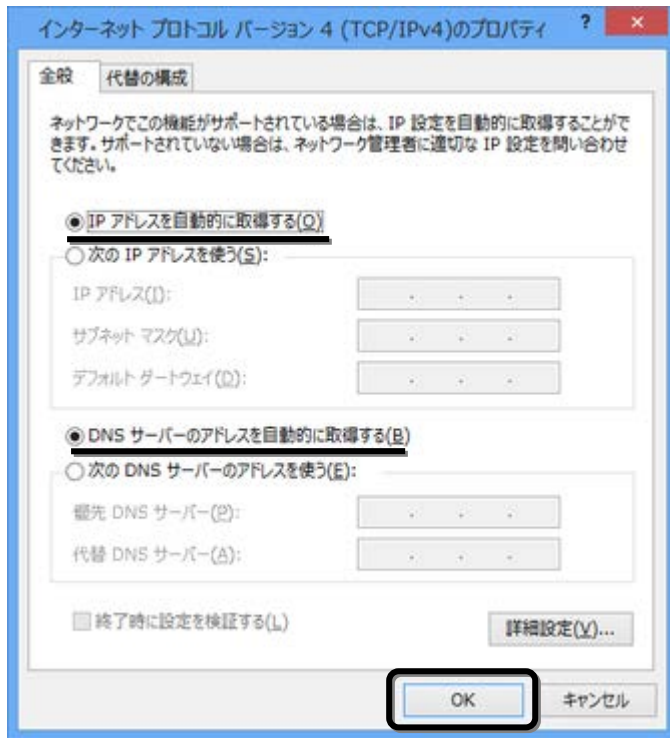 インターネット プロトコル バージョン 4 (TCP/IPv4)のプロパティ
?
×
全般
代替の構成
ネットワークでこの機能がサポートされている場合は、IP 設定を自動的に取得することがで
きます。サポートされていない場合は、ネットワーク管理者に適切な IP 設定を問い合わせ
てください。
IP アドレスを自動的に取得する(O)
次の IP アドレスを使う(S):
IP アドレス(I):
サブネット マスク(U):
デフォルト ゲートウェイ(D):
DNS サーバーのアドレスを自動的に取得する(B)
次の DNS サーバーのアドレスを使う(E):
優先 DNS サーバー(P):
代替 DNS サーバー(A):
終了時に設定を検証する(L)
詳細設定(V)...
OK
キャンセル